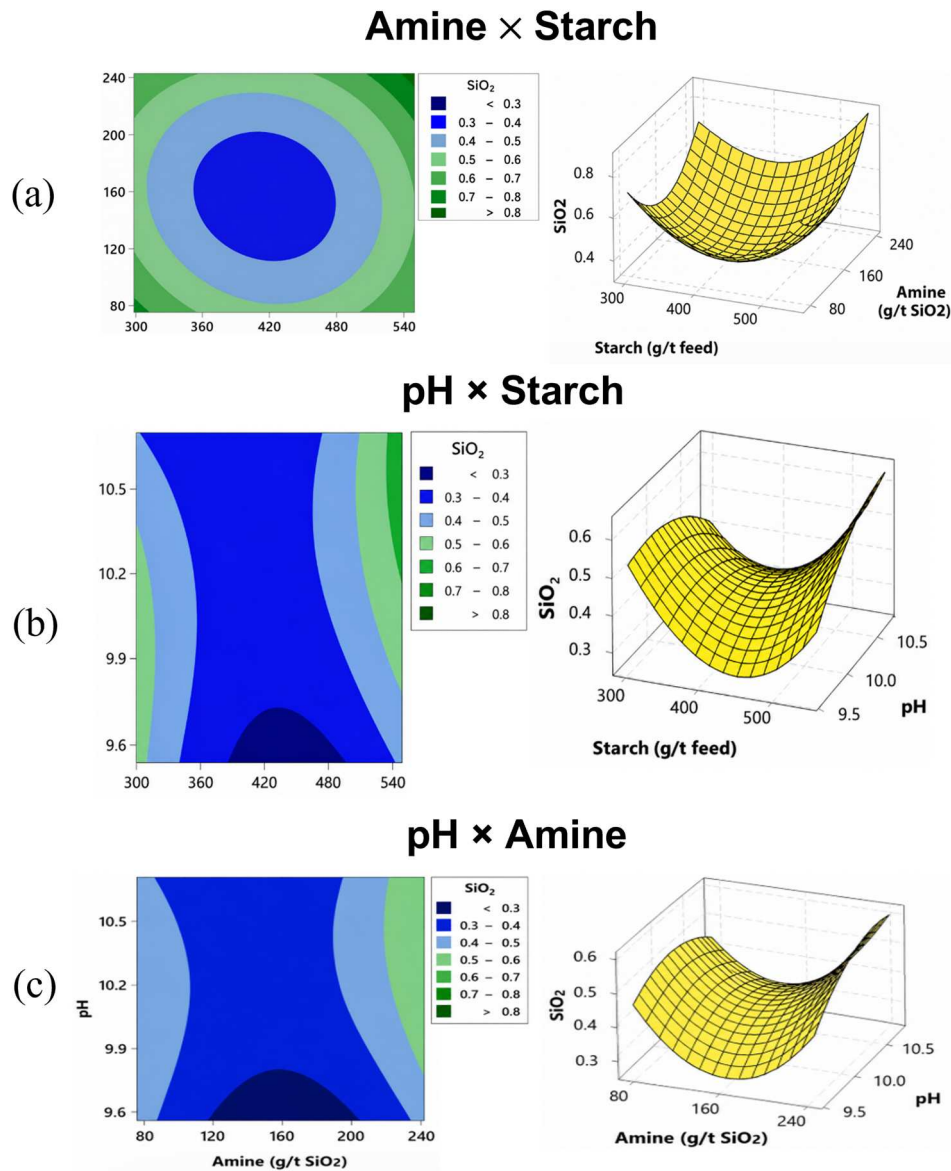 Amine × Starch
(a)
240
200
160
120
80
300 360 420 480 540
SiO₂
< 0.3
0.3 – 0.4
0.4 – 0.5
0.5 – 0.6
0.6 – 0.7
0.7 – 0.8
> 0.8
SiO2
0.8
0.6
0.4
300 400 500
Starch (g/t feed)
80 160 240
Amine
(g/t SiO2)
pH × Starch
(b)
10.5
10.2
9.9
9.6
300 360 420 480 540
SiO₂
< 0.3
0.3 – 0.4
0.4 – 0.5
0.5 – 0.6
0.6 – 0.7
0.7 – 0.8
> 0.8
SiO₂
0.6
0.5
0.4
0.3
300 400 500
Starch (g/t feed)
9.5 10.0 10.5
pH
pH × Amine
(c)
pH
10.5
10.2
9.9
9.6
80 120 160 200 240
Amine (g/t SiO₂)
SiO₂
< 0.3
0.3 – 0.4
0.4 – 0.5
0.5 – 0.6
0.6 – 0.7
0.7 – 0.8
> 0.8
SiO₂
0.6
0.5
0.4
0.3
80 160 240
Amine (g/t SiO₂)
9.5 10.0 10.5
pH